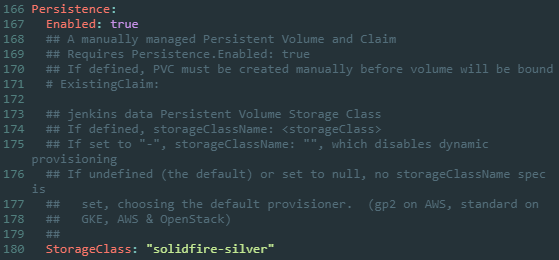 166 Persistence:
167   Enabled: true
168   ## A manually managed Persistent Volume and Claim
169   ## Requires Persistence.Enabled: true
170   ## If defined, PVC must be created manually before volume will be bound
171   # ExistingClaim:
172
173   ## jenkins data Persistent Volume Storage Class
174   ## If defined, storageClassName: <storageClass>
175   ## If set to "-", storageClassName: "", which disables dynamic
provisioning
176   ## If undefined (the default) or set to null, no storageClassName spec
is
177   ##   set, choosing the default provisioner.  (gp2 on AWS, standard on
178   ##   GKE, AWS & OpenStack)
179   ##
180   StorageClass: "solidfire-silver"